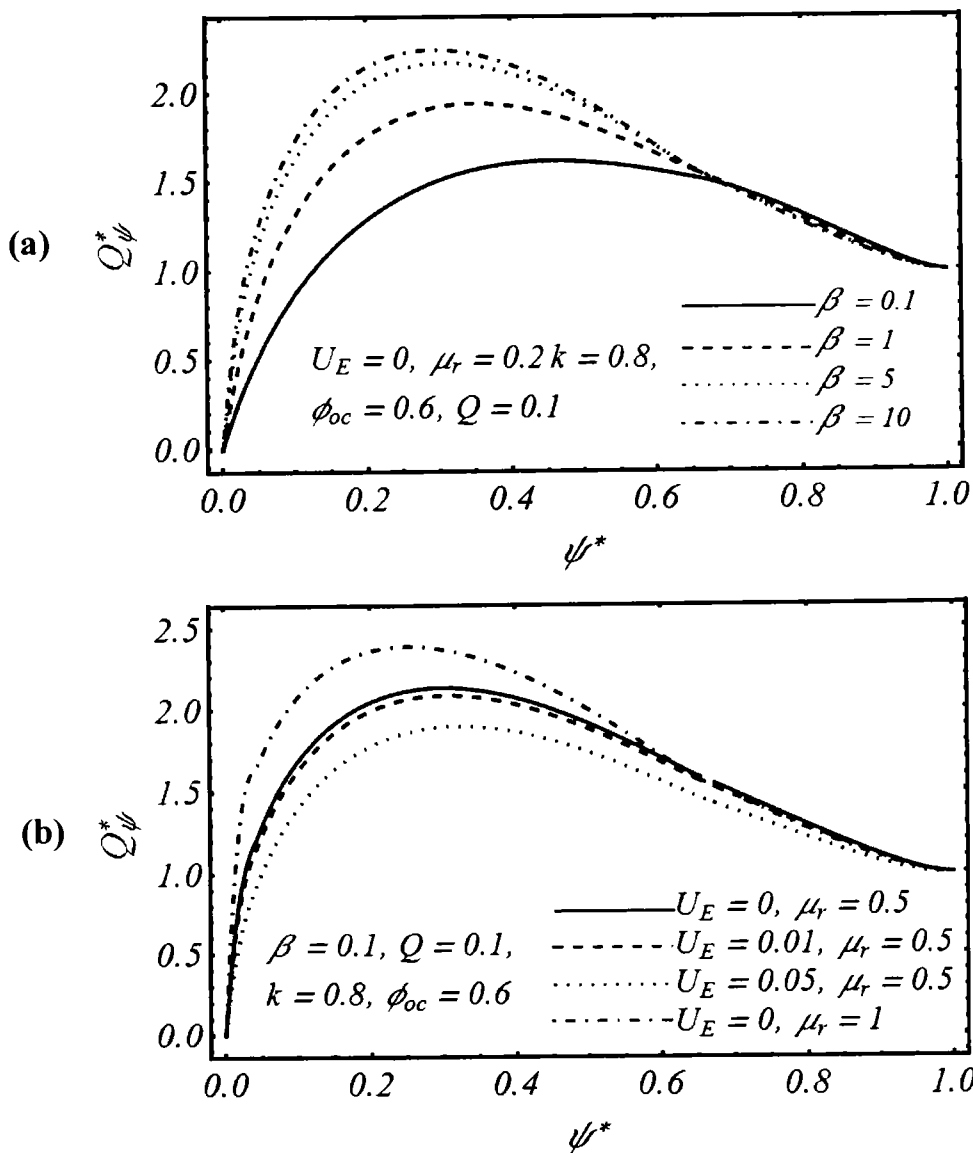 (a)
Q*ψ
2.0
1.5
1.0
0.5
0.0
U_E = 0, μ_r = 0.2 k = 0.8,
ϕ_oc = 0.6, Q = 0.1
β = 0.1
β = 1
β = 5
β = 10
0.0 0.2 0.4 0.6 0.8 1.0
ψ*
(b)
Q*ψ
2.5
2.0
1.5
1.0
0.5
0.0
β = 0.1, Q = 0.1,
k = 0.8, ϕ_oc = 0.6
U_E = 0, μ_r = 0.5
U_E = 0.01, μ_r = 0.5
U_E = 0.05, μ_r = 0.5
U_E = 0, μ_r = 1
0.0 0.2 0.4 0.6 0.8 1.0
ψ*